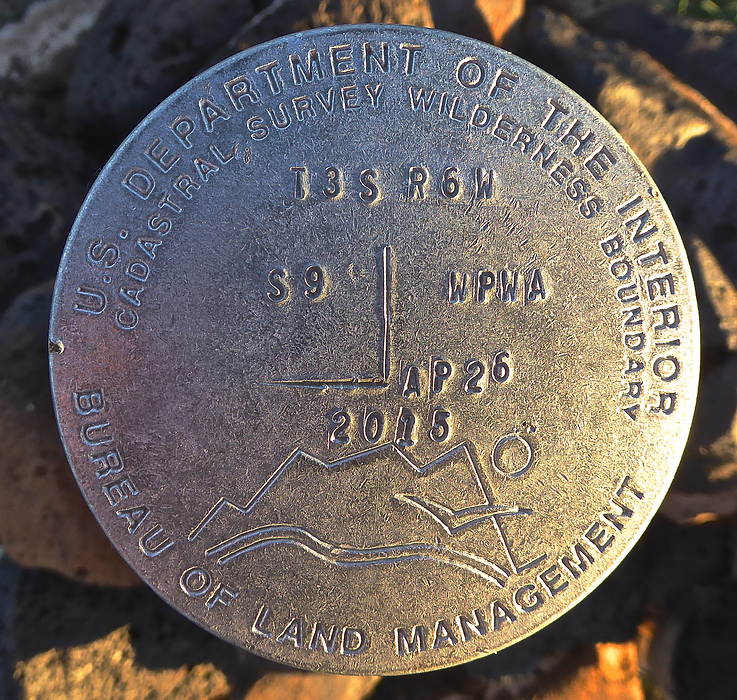 U.S. DEPARTMENT OF THE INTERIOR
CADASTRAL SURVEY WILDERNESS BOUNDARY
T3S R6W
S9 WPWA
AP26
2015
BUREAU OF LAND MANAGEMENT